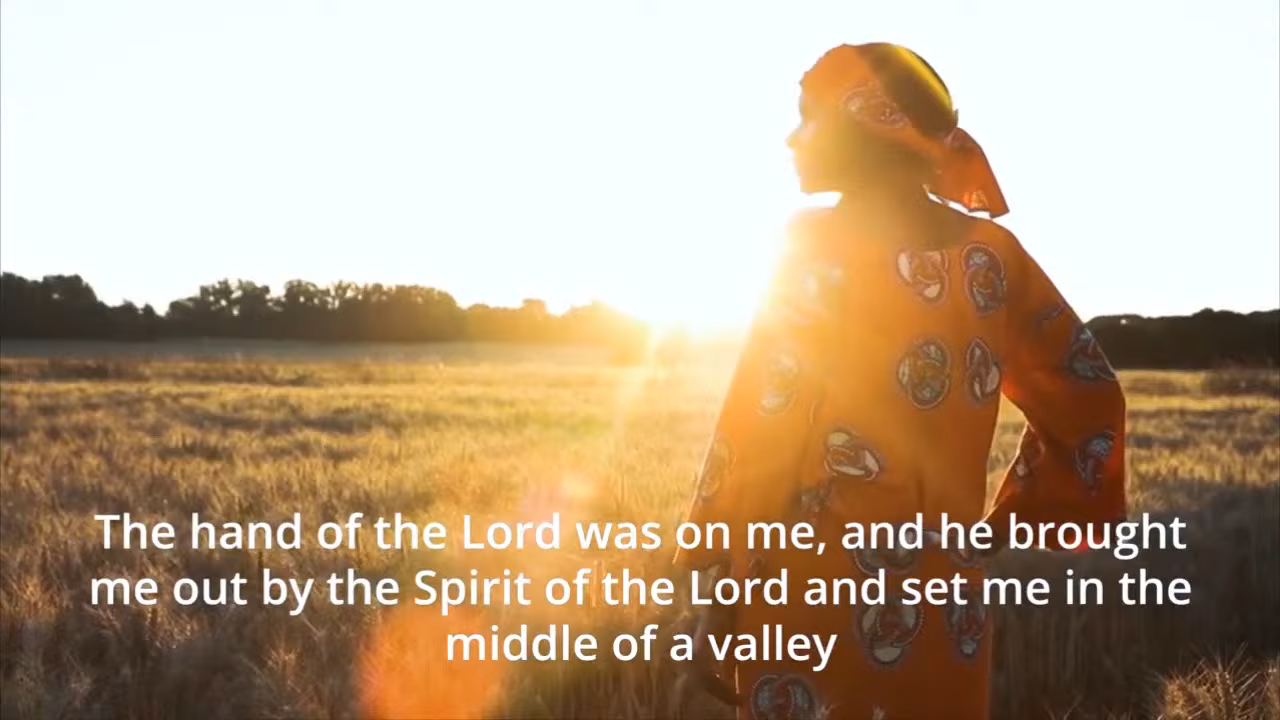 The hand of the Lord was on me, and he brought
me out by the Spirit of the Lord and set me in the
middle of a valley